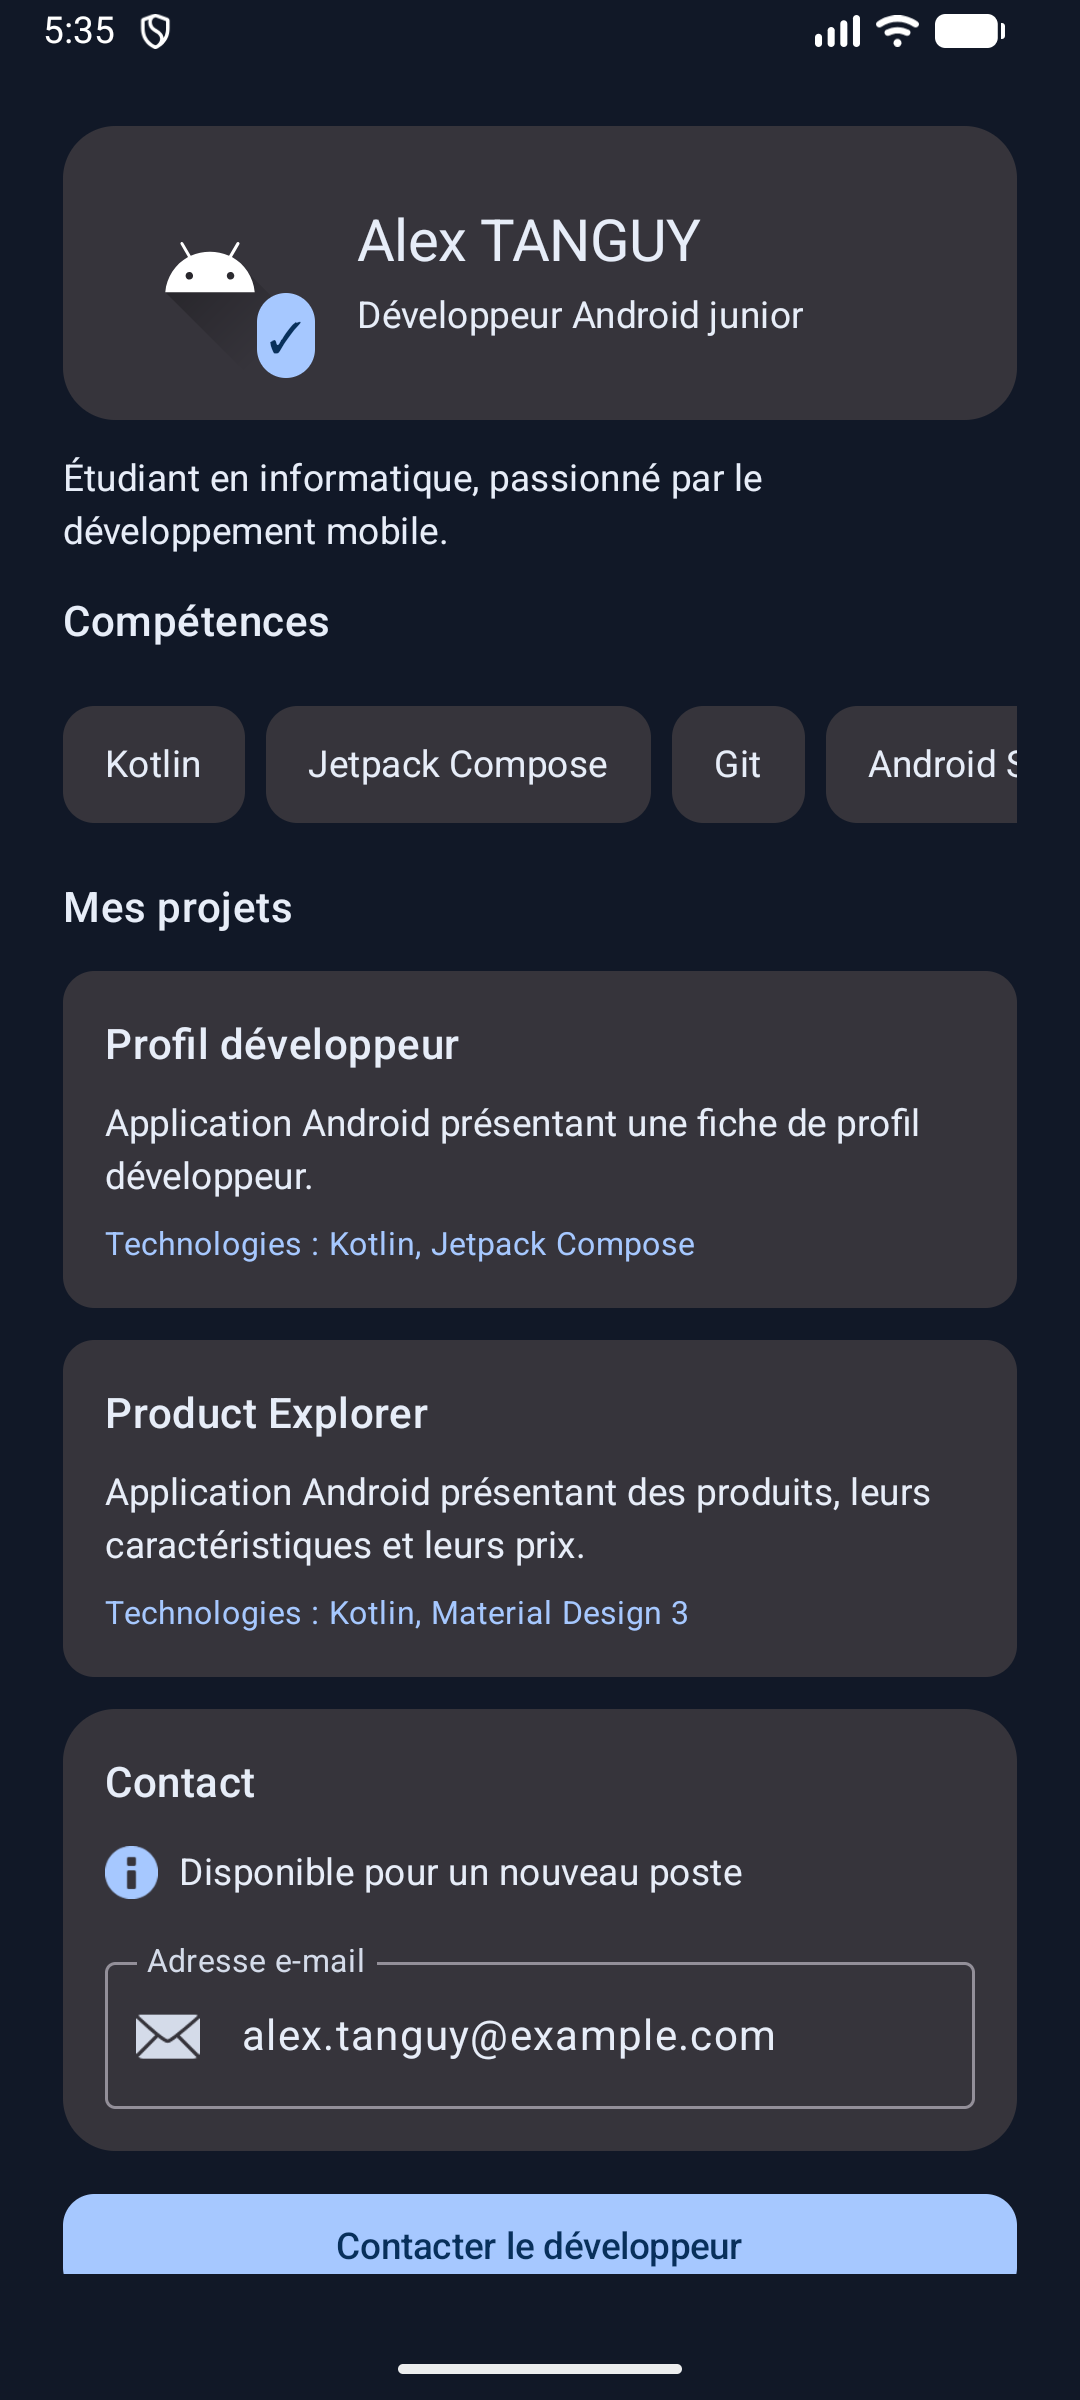 5:35
Alex TANGUY
Développeur Android junior
✓
Étudiant en informatique, passionné par le
développement mobile.
Compétences
Kotlin
Jetpack Compose
Git
Android
Mes projets
Profil développeur
Application Android présentant une fiche de profil
développeur.
Technologies : Kotlin, Jetpack Compose
Product Explorer
Application Android présentant des produits, leurs
caractéristiques et leurs prix.
Technologies : Kotlin, Material Design 3
Contact
Disponible pour un nouveau poste
Adresse e-mail
alex.tanguy@example.com
Contacter le développeur